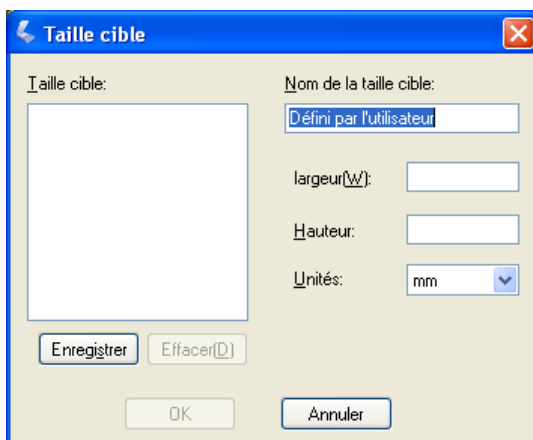 Taille cible
Taille cible:
Nom de la taille cible:
Défini par l'utilisateur
largeur(W):
Hauteur:
Unités:
mm
Enregistrer
Effacer(D)
OK
Annuler